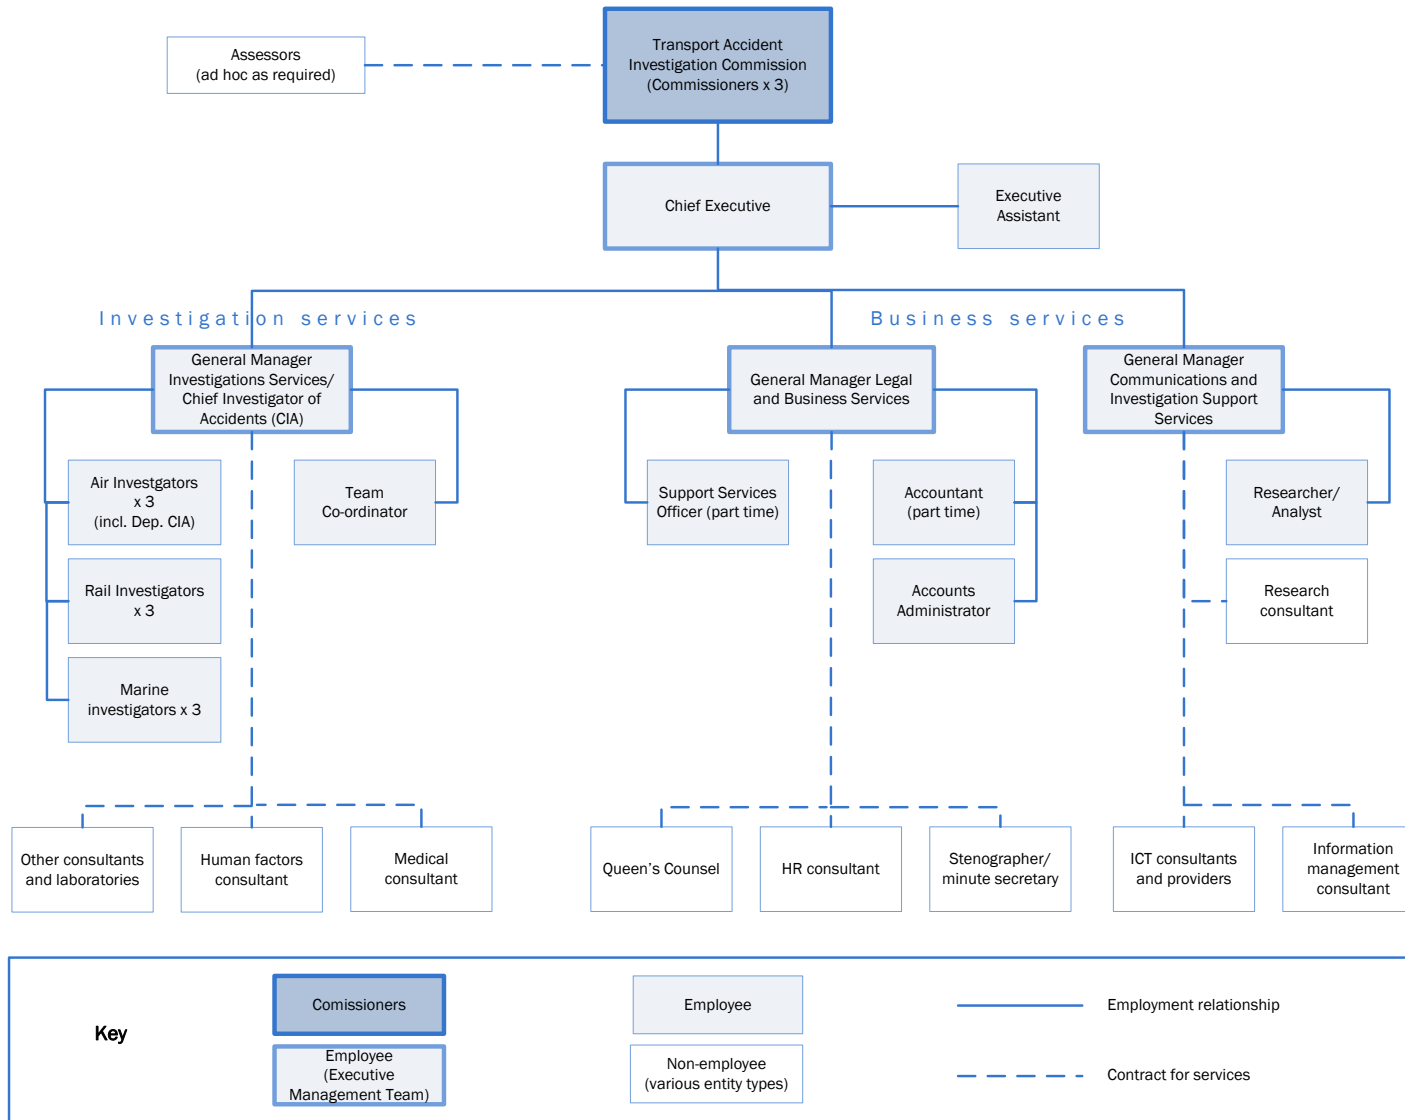 Assessors
(ad hoc as required)
Transport Accident
Investigation Commission
(Commissioners x 3)
Chief Executive
Executive
Assistant
Investigation services
Business services
General Manager
Investigations Services/
Chief Investigator of
Accidents (CIA)
General Manager Legal
and Business Services
General Manager
Communications and
Investigation Support
Services
Air Investgators
x 3
(incl. Dep. CIA)
Team
Co-ordinator
Support Services
Officer (part time)
Accountant
(part time)
Researcher/
Analyst
Rail Investigators
x 3
Accounts
Administrator
Research
consultant
Marine
investigators x 3
Other consultants
and laboratories
Human factors
consultant
Medical
consultant
Queen's Counsel
HR consultant
Stenographer/
minute secretary
ICT consultants
and providers
Information
management
consultant
Key
Comissioners
Employee
Employment relationship
Employee
(Executive
Management Team)
Non-employee
(various entity types)
Contract for services